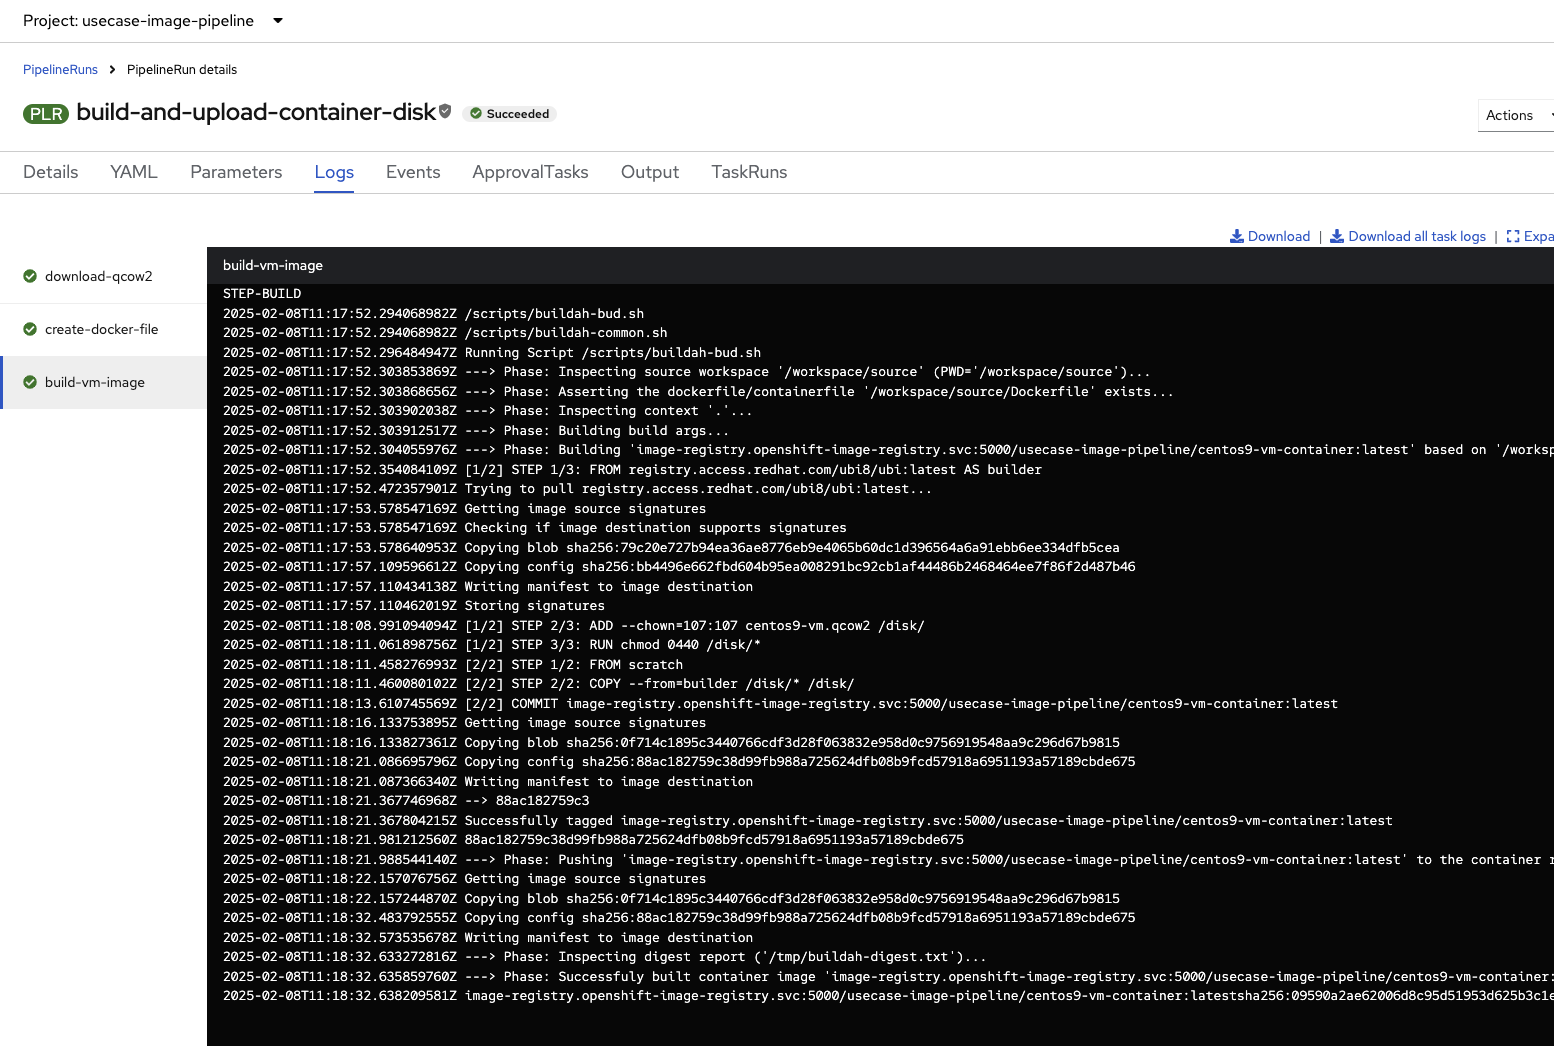 Project: usecase-image-pipeline
PipelineRuns
PipelineRun details
PLR build-and-upload-container-disk Succeeded
Actions
Details YAML Parameters Logs Events ApprovalTasks Output TaskRuns
Download | Download all task logs | Expa
download-qcow2
create-docker-file
build-vm-image
build-vm-image
STEP-BUILD
2025-02-08T11:17:52.294068982Z /scripts/buildah-bud.sh
2025-02-08T11:17:52.294068982Z /scripts/buildah-common.sh
2025-02-08T11:17:52.296484947Z Running Script /scripts/buildah-bud.sh
2025-02-08T11:17:52.303853869Z ---> Phase: Inspecting source workspace '/workspace/source' (PWD='/workspace/source')...
2025-02-08T11:17:52.303868656Z ---> Phase: Asserting the dockerfile/containerfile '/workspace/source/Dockerfile' exists...
2025-02-08T11:17:52.303902038Z ---> Phase: Inspecting context '.'...
2025-02-08T11:17:52.303912517Z ---> Phase: Building build args...
2025-02-08T11:17:52.304055976Z ---> Phase: Building 'image-registry.openshift-image-registry.svc:5000/usecase-image-pipeline/centos9-vm-container:latest' based on '/worksp
2025-02-08T11:17:52.354084109Z [1/2] STEP 1/3: FROM registry.access.redhat.com/ubi8/ubi:latest AS builder
2025-02-08T11:17:52.472357901Z Trying to pull registry.access.redhat.com/ubi8/ubi:latest...
2025-02-08T11:17:53.578547169Z Getting image source signatures
2025-02-08T11:17:53.578547169Z Checking if image destination supports signatures
2025-02-08T11:17:53.578640953Z Copying blob sha256:79c20e727b94ea36ae8776eb9e4065b60dc1d396564a6a91ebb6ee334dfb5cea
2025-02-08T11:17:57.109596612Z Copying config sha256:bb4496e662fbd604b95ea008291bc92cb1af44486b2468464ee7f86f2d487b46
2025-02-08T11:17:57.110434138Z Writing manifest to image destination
2025-02-08T11:17:57.110462019Z Storing signatures
2025-02-08T11:18:08.991094094Z [1/2] STEP 2/3: ADD --chown=107:107 centos9-vm.qcow2 /disk/
2025-02-08T11:18:11.061898756Z [1/2] STEP 3/3: RUN chmod 0440 /disk/*
2025-02-08T11:18:11.458276993Z [2/2] STEP 1/2: FROM scratch
2025-02-08T11:18:11.460080102Z [2/2] STEP 2/2: COPY --from=builder /disk/* /disk/
2025-02-08T11:18:13.610745569Z [2/2] COMMIT image-registry.openshift-image-registry.svc:5000/usecase-image-pipeline/centos9-vm-container:latest
2025-02-08T11:18:16.133753895Z Getting image source signatures
2025-02-08T11:18:16.133827361Z Copying blob sha256:0f714c1895c3440766cdf3d28f063832e958d0c9756919548aa9c296d67b9815
2025-02-08T11:18:21.086695796Z Copying config sha256:88ac182759c38d99fb988a725624dfb08b9fcd57918a6951193a57189cbde675
2025-02-08T11:18:21.087366340Z Writing manifest to image destination
2025-02-08T11:18:21.367746968Z --> 88ac182759c3
2025-02-08T11:18:21.367804215Z Successfully tagged image-registry.openshift-image-registry.svc:5000/usecase-image-pipeline/centos9-vm-container:latest
2025-02-08T11:18:21.981212560Z 88ac182759c38d99fb988a725624dfb08b9fcd57918a6951193a57189cbde675
2025-02-08T11:18:21.988544140Z ---> Phase: Pushing 'image-registry.openshift-image-registry.svc:5000/usecase-image-pipeline/centos9-vm-container:latest' to the container r
2025-02-08T11:18:22.157076756Z Getting image source signatures
2025-02-08T11:18:22.157244870Z Copying blob sha256:0f714c1895c3440766cdf3d28f063832e958d0c9756919548aa9c296d67b9815
2025-02-08T11:18:32.483792555Z Copying config sha256:88ac182759c38d99fb988a725624dfb08b9fcd57918a6951193a57189cbde675
2025-02-08T11:18:32.573535678Z Writing manifest to image destination
2025-02-08T11:18:32.633272816Z ---> Phase: Inspecting digest report ('/tmp/buildah-digest.txt')...
2025-02-08T11:18:32.635859760Z ---> Phase: Successfuly built container image 'image-registry.openshift-image-registry.svc:5000/usecase-image-pipeline/centos9-vm-container:
2025-02-08T11:18:32.638209581Z image-registry.openshift-image-registry.svc:5000/usecase-image-pipeline/centos9-vm-container:latestsha256:09590a2ae62006d8c95d51953d625b3c1e